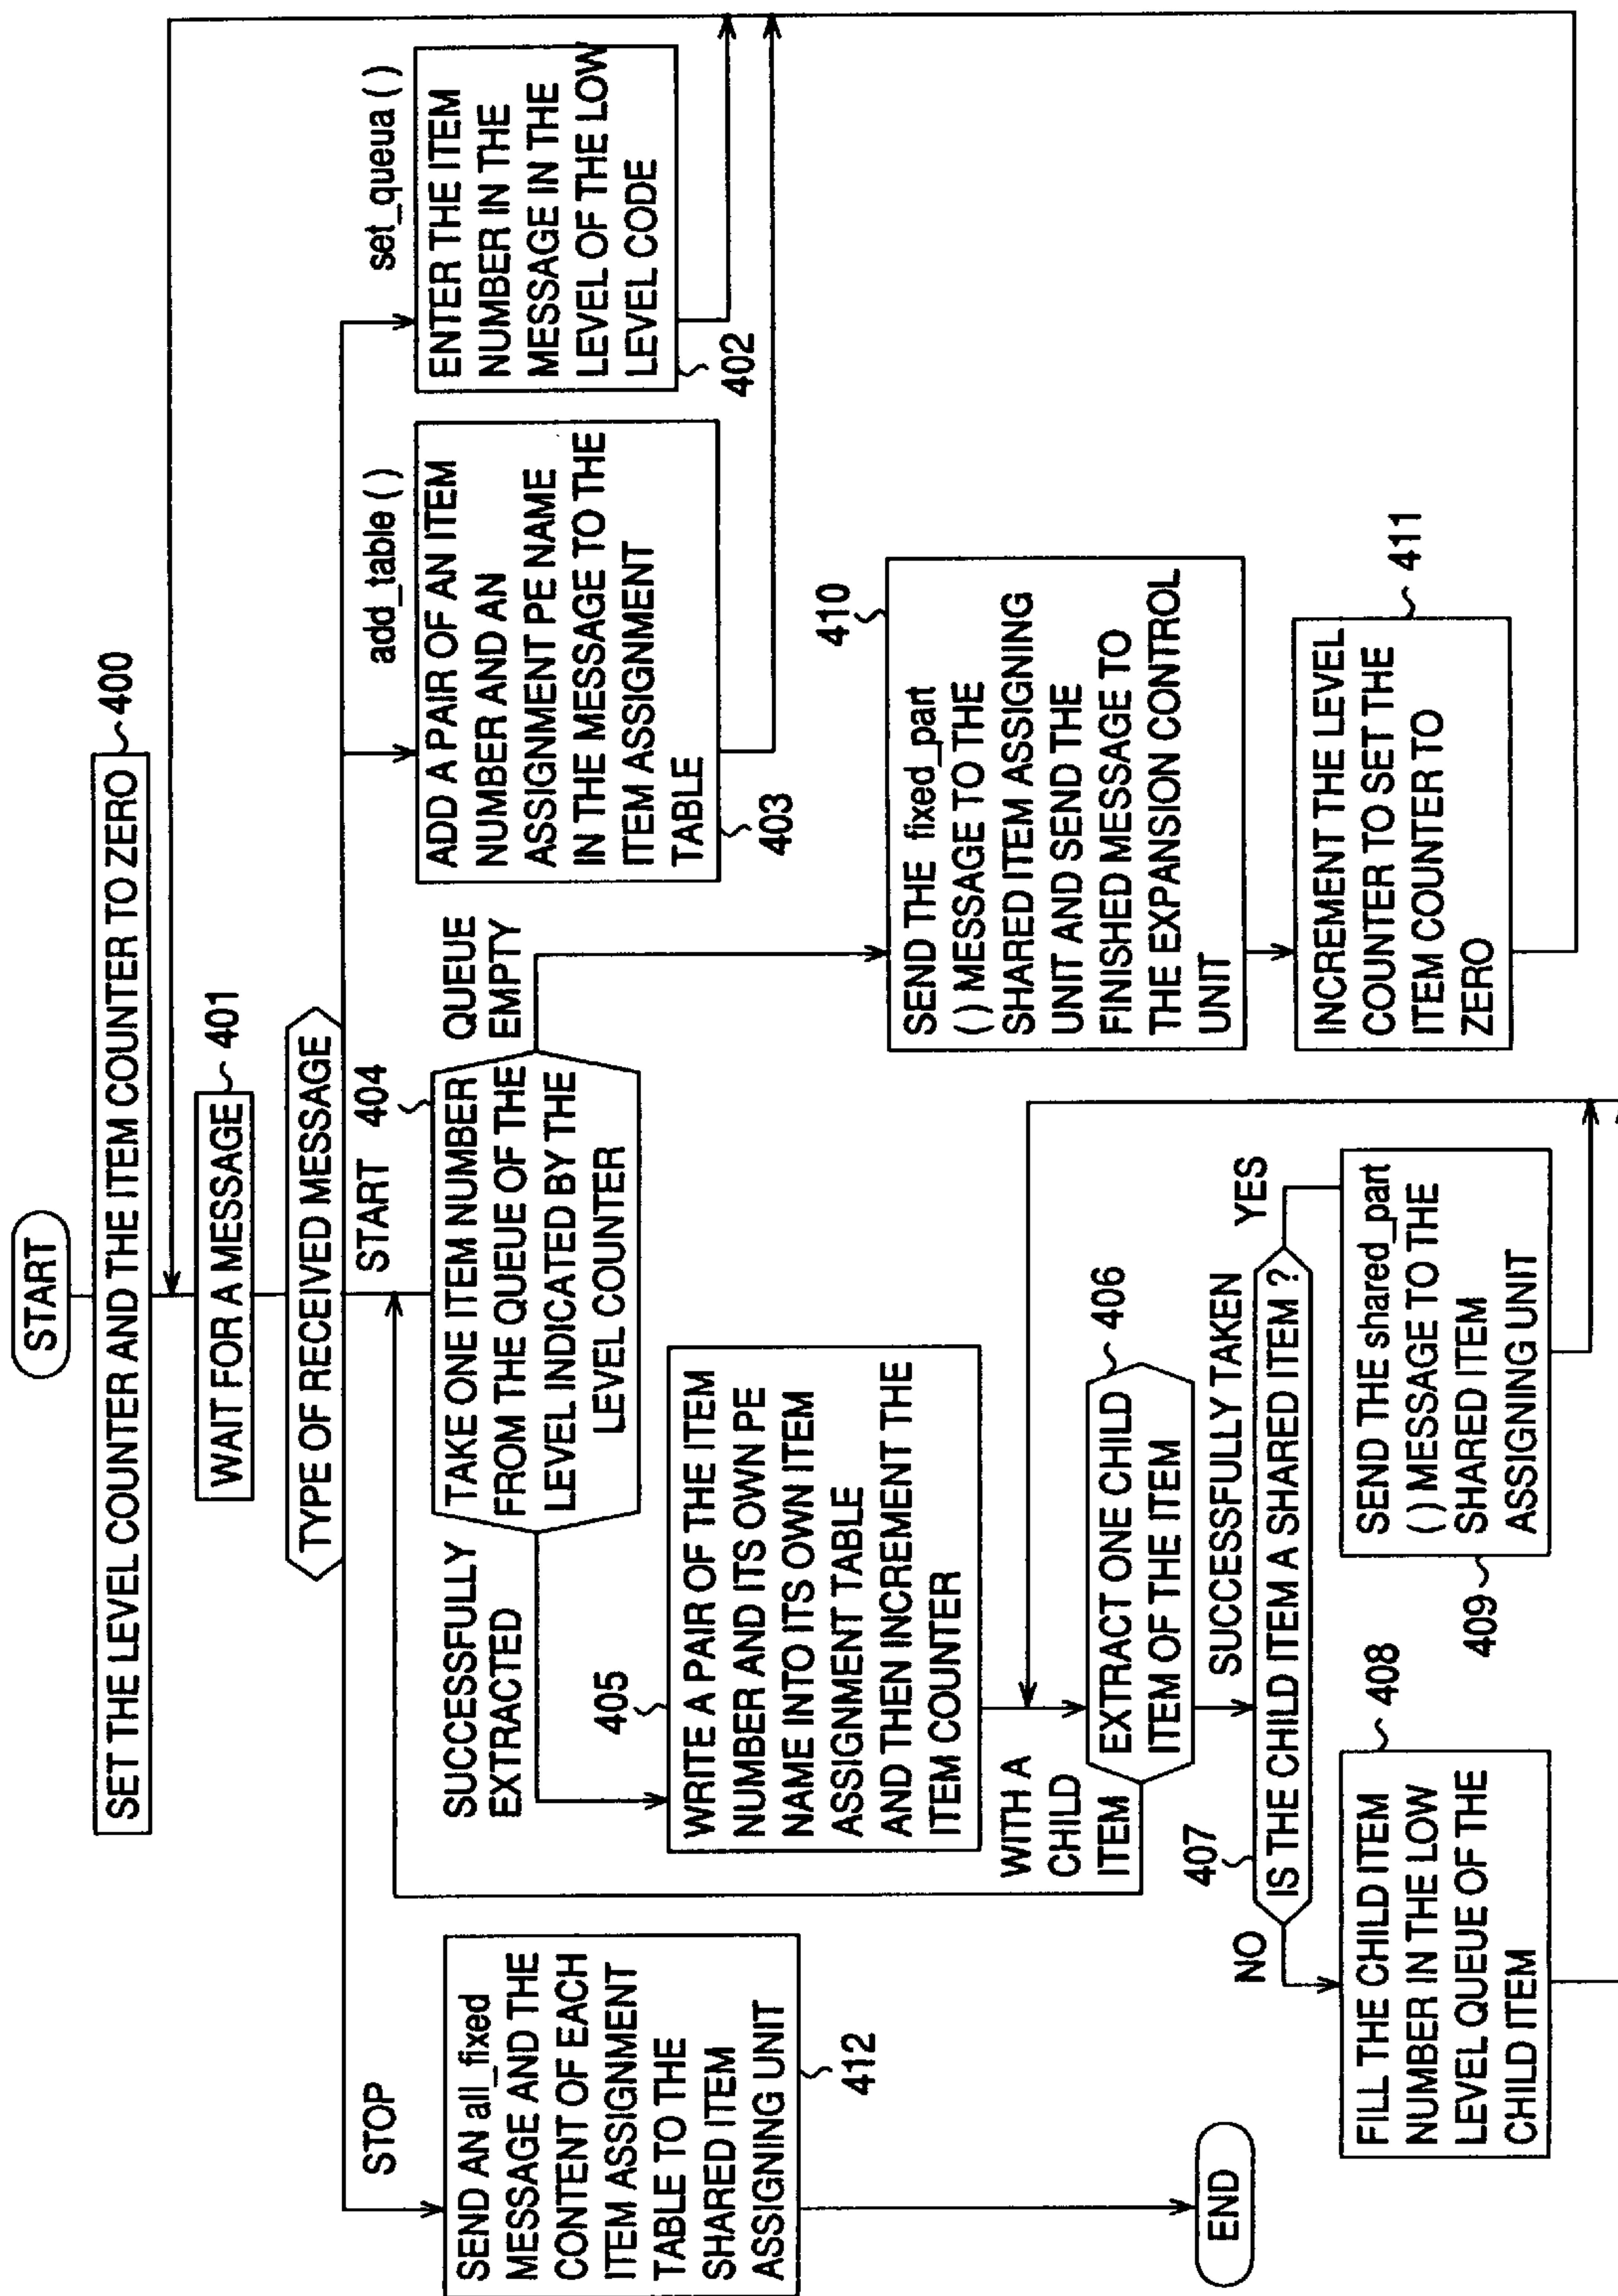 START
SET THE LEVEL COUNTER AND THE ITEM COUNTER TO ZERO
400
WAIT FOR A MESSAGE
401
TYPE OF RECEIVED MESSAGE
STOP
START
add_table ( )
set_queua ( )
SEND AN all_fixed
MESSAGE AND THE
CONTENT OF EACH
ITEM ASSIGNMENT
TABLE TO THE
SHARED ITEM
ASSIGNING UNIT
412
END
404
TAKE ONE ITEM NUMBER
FROM THE QUEUE OF THE
LEVEL INDICATED BY THE
LEVEL COUNTER
SUCCESSFULLY
EXTRACTED
QUEUE
EMPTY
ADD A PAIR OF AN ITEM
NUMBER AND AN
ASSIGNMENT PE NAME
IN THE MESSAGE TO THE
ITEM ASSIGNMENT
TABLE
403
ENTER THE ITEM
NUMBER IN THE
MESSAGE IN THE
LEVEL OF THE LOW
LEVEL CODE
402
405
WRITE A PAIR OF THE ITEM
NUMBER AND ITS OWN PE
NAME INTO ITS OWN ITEM
ASSIGNMENT TABLE
AND THEN INCREMENT THE
ITEM COUNTER
410
SEND THE fixed_part
( ) MESSAGE TO THE
SHARED ITEM ASSIGNING
UNIT AND SEND THE
FINISHED MESSAGE TO
THE EXPANSION CONTROL
UNIT
WITH A
CHILD
ITEM
EXTRACT ONE CHILD
ITEM OF THE ITEM
406
SUCCESSFULLY TAKEN
INCREMENT THE LEVEL
COUNTER TO SET THE
ITEM COUNTER TO
ZERO
411
407
IS THE CHILD ITEM A SHARED ITEM ?
NO
YES
FILL THE CHILD ITEM
NUMBER IN THE LOW
LEVEL QUEUE OF THE
CHILD ITEM
408
SEND THE shared_part
( ) MESSAGE TO THE
SHARED ITEM
ASSIGNING UNIT
409